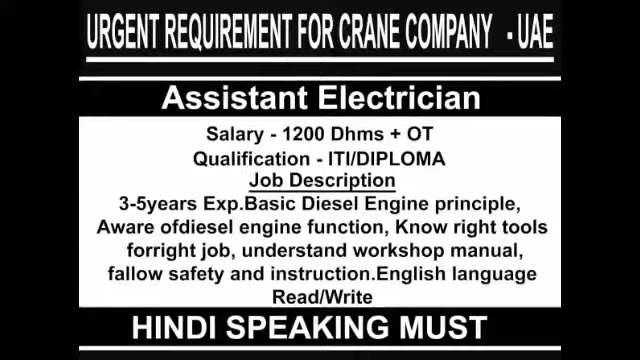 URGENT REQUIREMENT FOR CRANE COMPANY - UAE
Assistant Electrician
Salary - 1200 Dhms + OT
Qualification - ITI/DIPLOMA
Job Description
3-5years Exp.Basic Diesel Engine principle,
Aware ofdiesel engine function, Know right tools
forright job, understand workshop manual,
fallow safety and instruction.English language
Read/Write
HINDI SPEAKING MUST